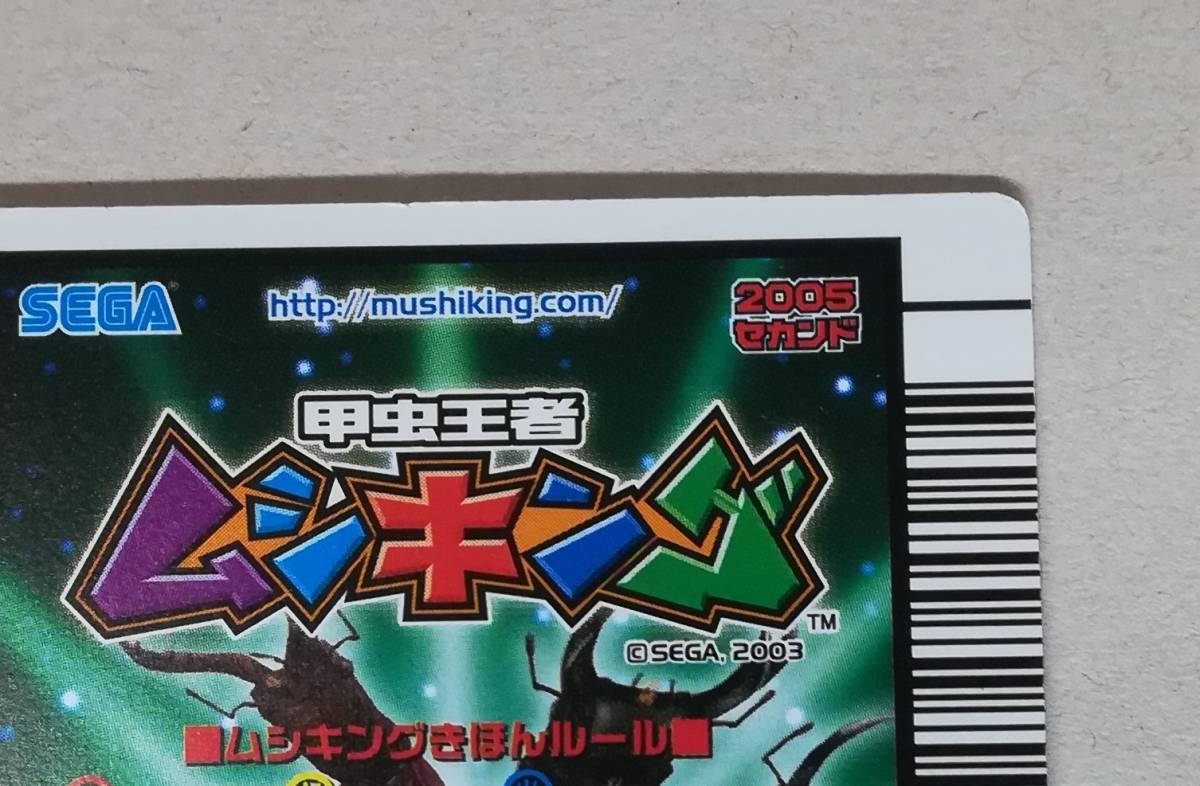 SEGA
http://mushiking.com/
2005
セカンド
甲虫王者
ムシキング
TM
©SEGA, 2003
■ムシキングきほんルール■